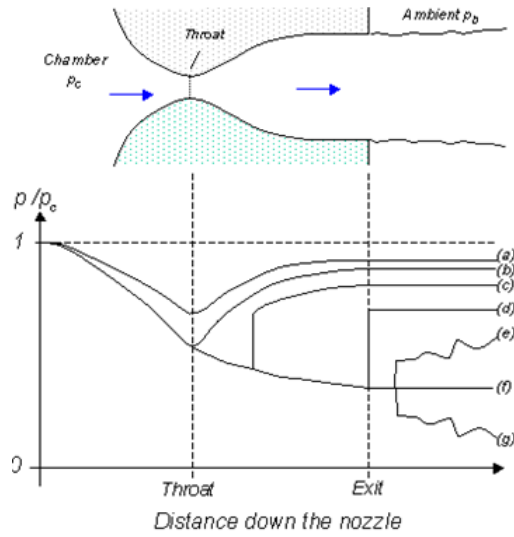 Ambient p_b
Throat
Chamber
p_c
p/p_c
1
(a)
(b)
(c)
(d)
(e)
(f)
(g)
0
Throat
Exit
Distance down the nozzle